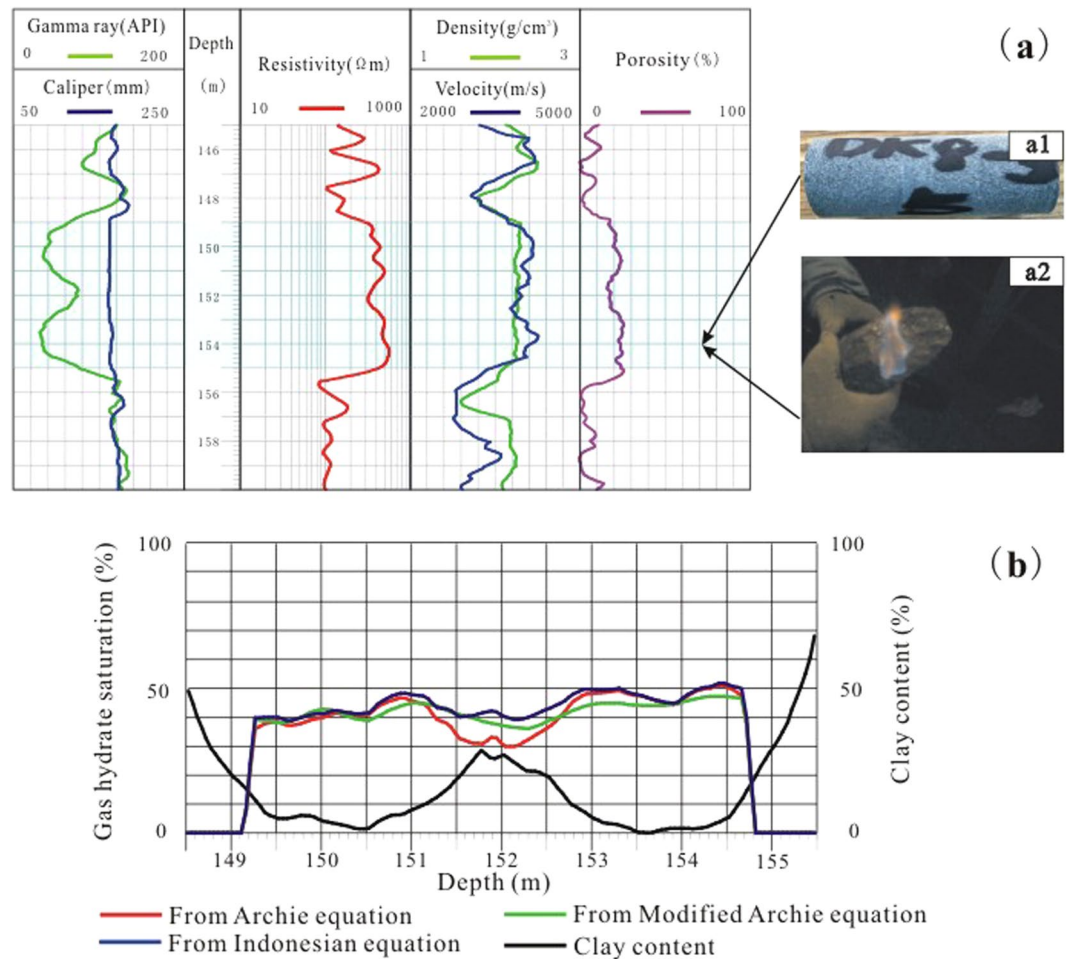 Gamma ray(API)
0 200
Caliper(mm)
50 250
Depth
(m)
Resistivity(Ωm)
10 1000
Density(g/cm³)
1 3
Velocity(m/s)
2000 5000
Porosity(%)
0 100
146
148
150
152
154
156
158
(a)
a1
DK8-3
a2
(b)
Gas hydrate saturation (%)
100
50
0
149 150 151 152 153 154 155
Depth (m)
100
50
0
Clay content (%)
From Archie equation
From Modified Archie equation
From Indonesian equation
Clay content